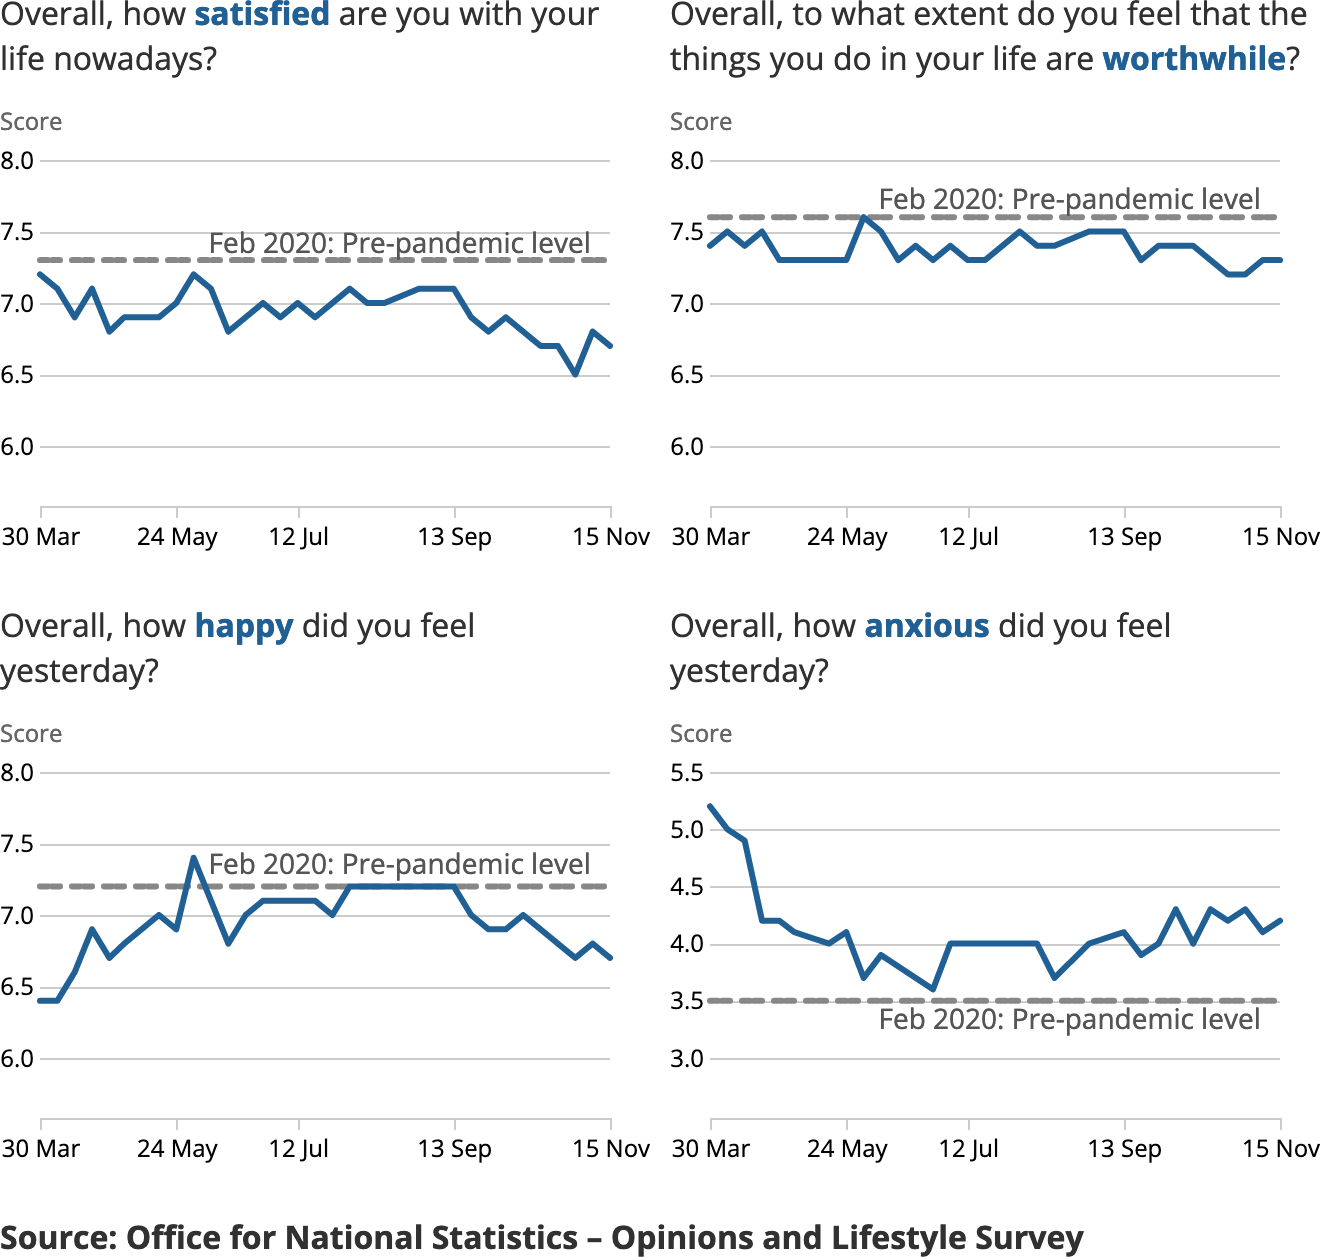 Overall, how satisfied are you with your
life nowadays?
Score
8.0
7.5
Feb 2020: Pre-pandemic level
7.0
6.5
6.0
30 Mar
24 May
12 Jul
13 Sep
15 Nov
Overall, to what extent do you feel that the
things you do in your life are worthwhile?
Score
8.0
Feb 2020: Pre-pandemic level
7.5
7.0
6.5
6.0
30 Mar
24 May
12 Jul
13 Sep
15 Nov
Overall, how happy did you feel
yesterday?
Score
8.0
7.5
Feb 2020: Pre-pandemic level
7.0
6.5
6.0
30 Mar
24 May
12 Jul
13 Sep
15 Nov
Overall, how anxious did you feel
yesterday?
Score
5.5
5.0
4.5
4.0
3.5
Feb 2020: Pre-pandemic level
3.0
30 Mar
24 May
12 Jul
13 Sep
15 Nov
Source: Office for National Statistics – Opinions and Lifestyle Survey